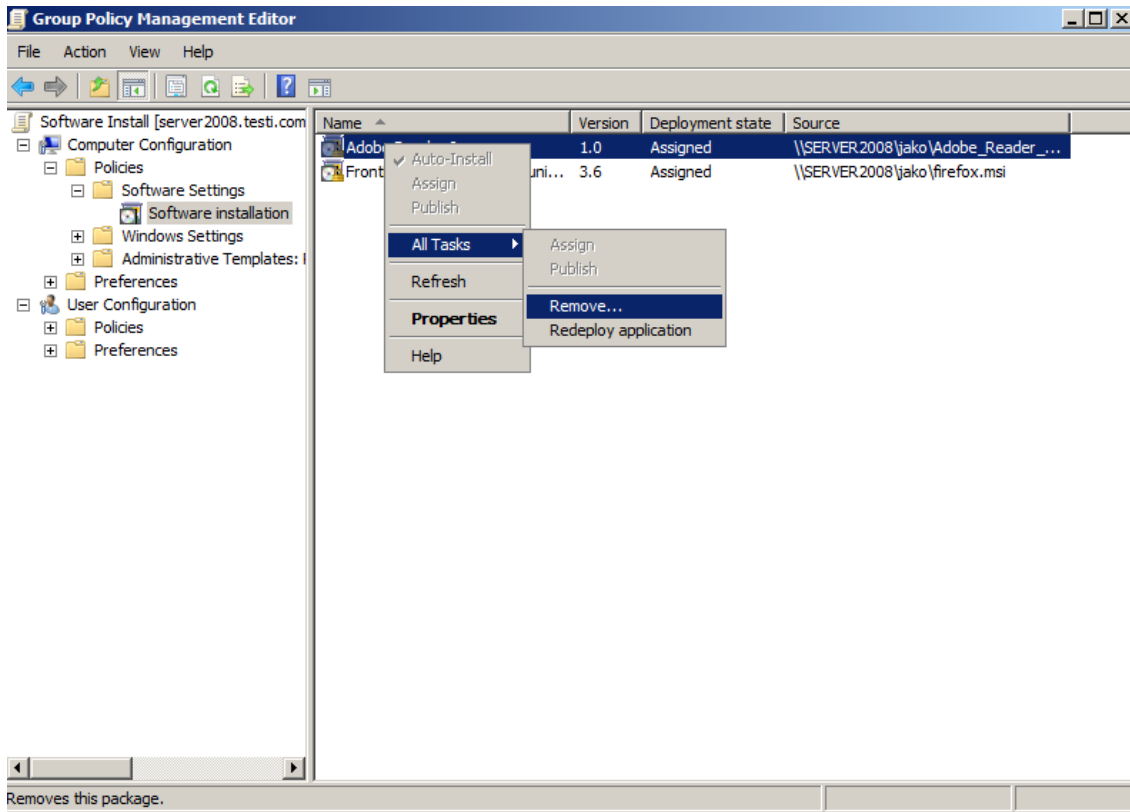 Group Policy Management Editor
File Action View Help
Software Install [server2008.testi.com
Computer Configuration
Policies
Software Settings
Software installation
Windows Settings
Administrative Templates:
Preferences
User Configuration
Policies
Preferences
Name Version Deployment state Source
1.0 Assigned \\SERVER2008\jako\Adobe_Reader_...
Front uni... 3.6 Assigned \\SERVER2008\jako\firefox.msi
Auto-Install
Assign
Publish
All Tasks
Refresh
Properties
Help
Assign
Publish
Remove...
Redeploy application
Removes this package.